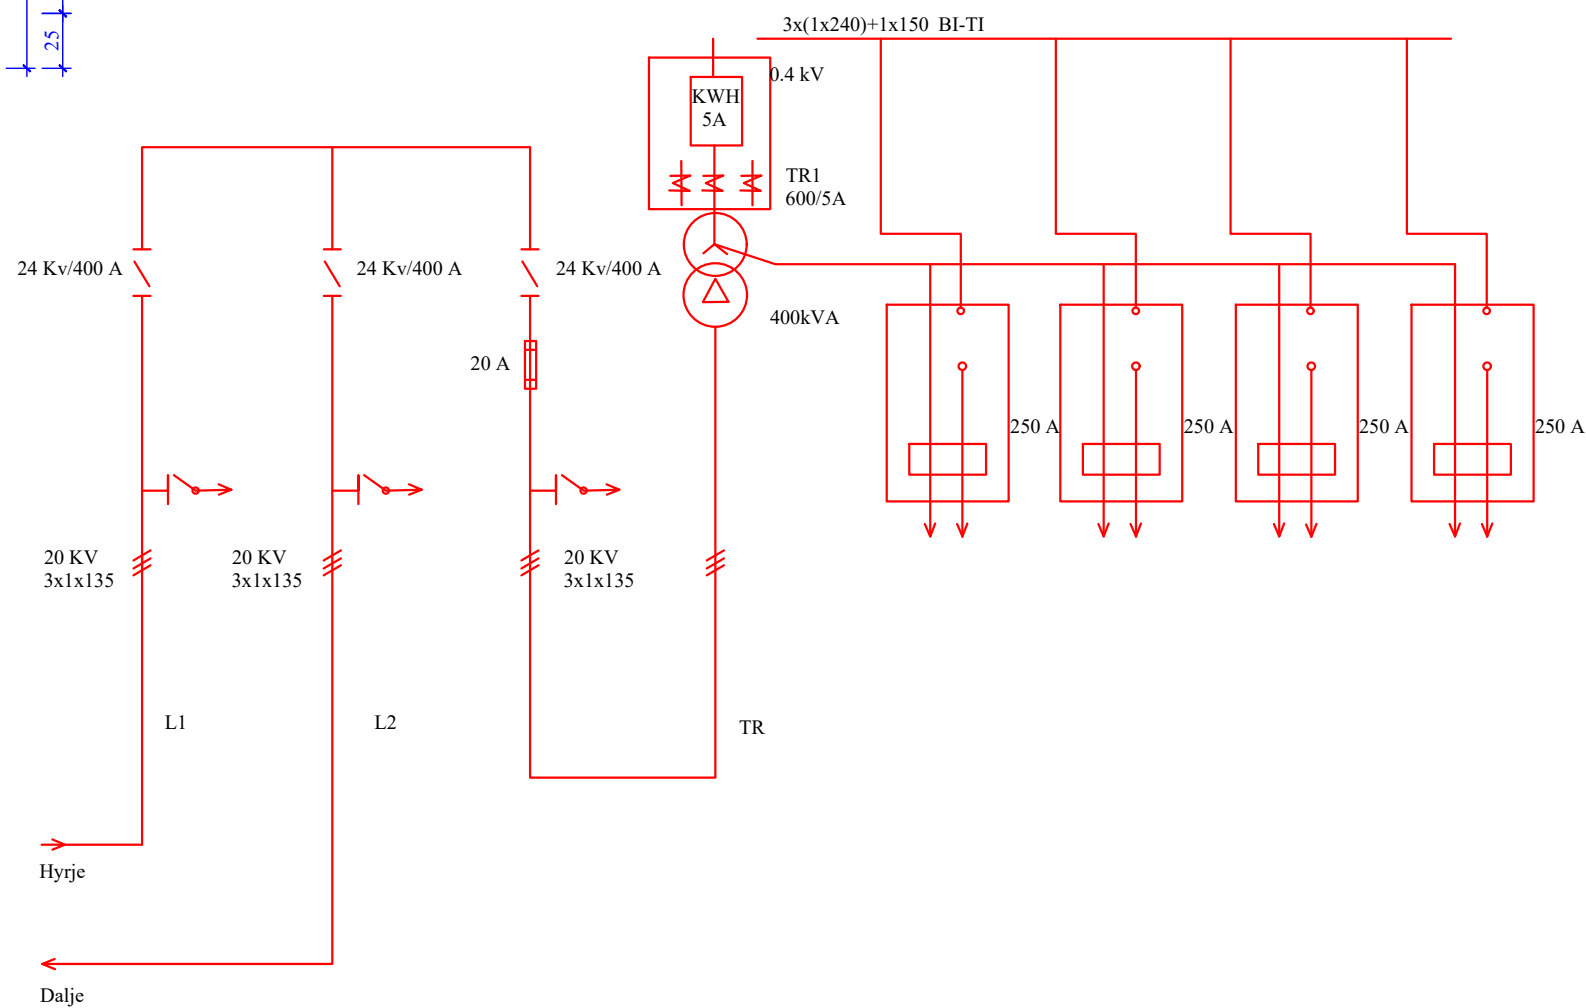 25
3x(1x240)+1x150 BI-TI
0.4 kV
KWH
5A
TR1
600/5A
24 Kv/400 A
24 Kv/400 A
24 Kv/400 A
400kVA
20 A
250 A
250 A
250 A
250 A
20 KV
3x1x135
20 KV
3x1x135
20 KV
3x1x135
L1
L2
TR
Hyrje
Dalje